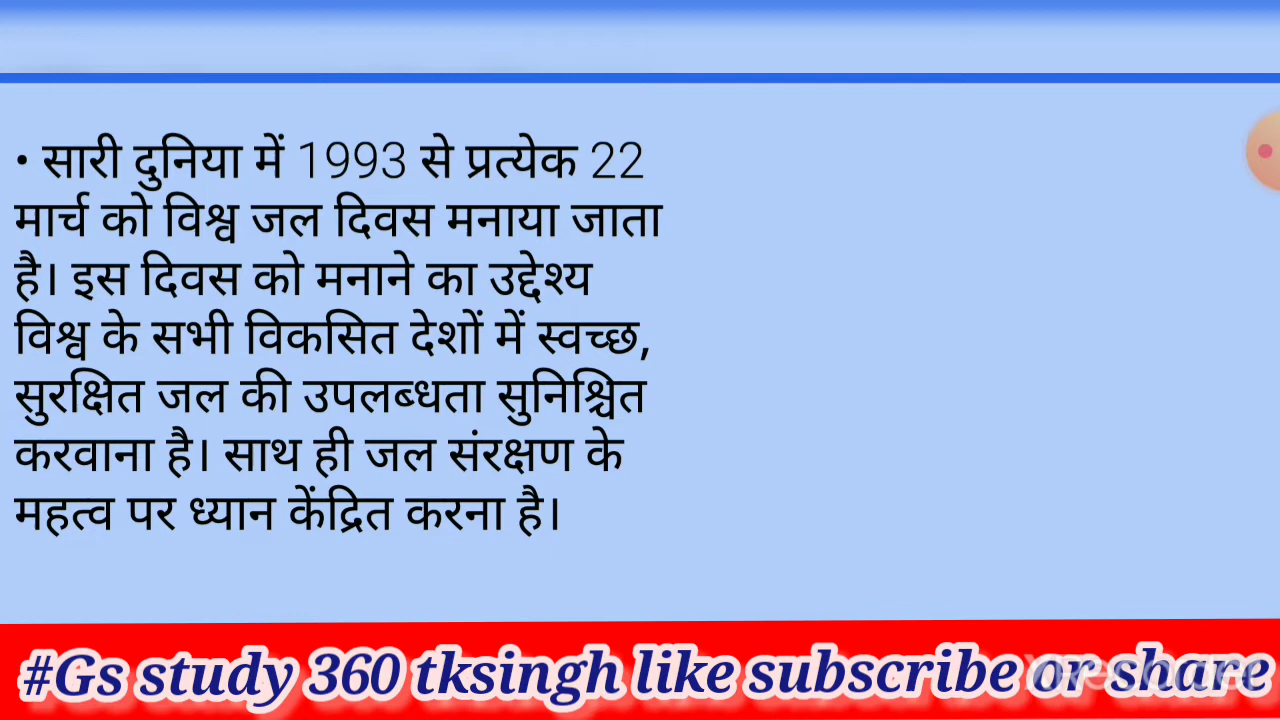 • सारी दुनिया में 1993 से प्रत्येक 22
मार्च को विश्व जल दिवस मनाया जाता
है। इस दिवस को मनाने का उद्देश्य
विश्व के सभी विकसित देशों में स्वच्छ,
सुरक्षित जल की उपलब्धता सुनिश्चित
करवाना है। साथ ही जल संरक्षण के
महत्व पर ध्यान केंद्रित करना है।
#Gs study 360 tksingh like subscribe or share